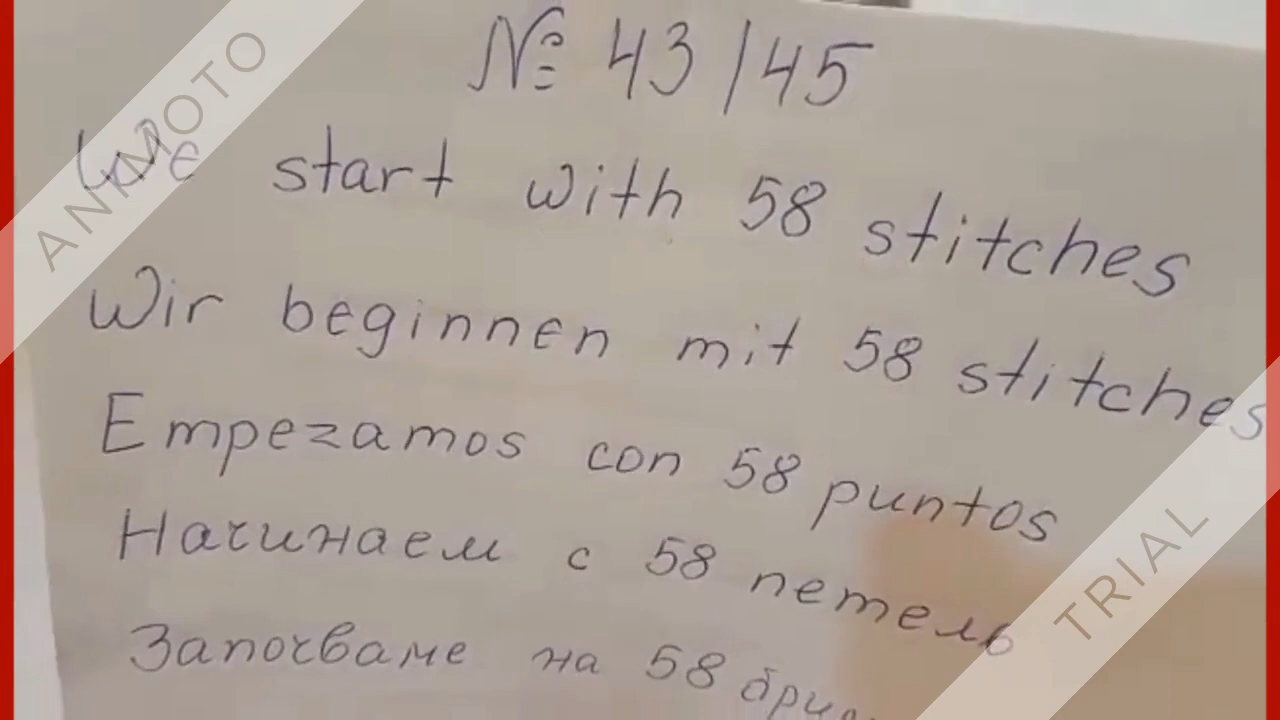 № 43/45
We start with 58 stitches
Wir beginnen mit 58 stitches
Empezamos con 58 puntos
Начинаем с 58 петель
Започваме на 58
ANIMOTO
TRIAL